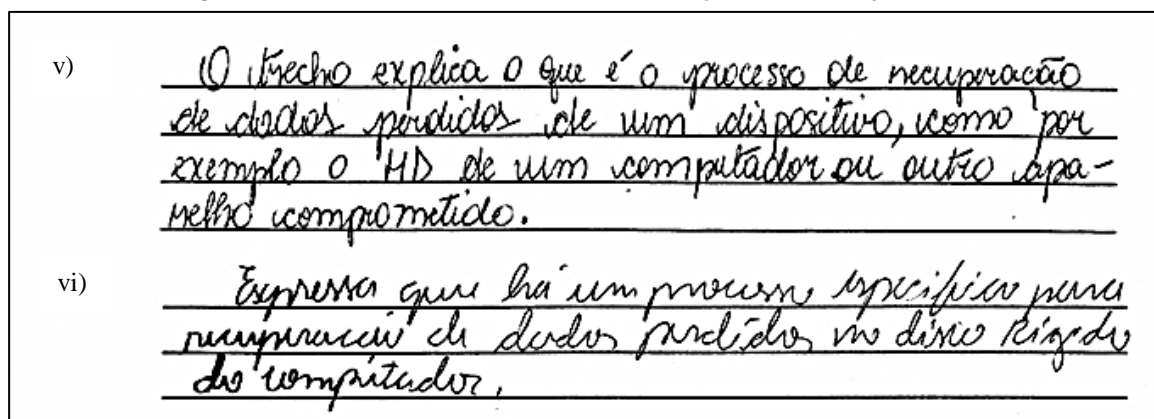 v) O trecho explica o que é o processo de recuperação
de dados perdidos de um dispositivo, como por
exemplo o HD de um computador ou outro apa-
relho comprometido.
vi) Expressa que há um processo específico para
recuperação de dados perdidos no disco Rígido
do computador.